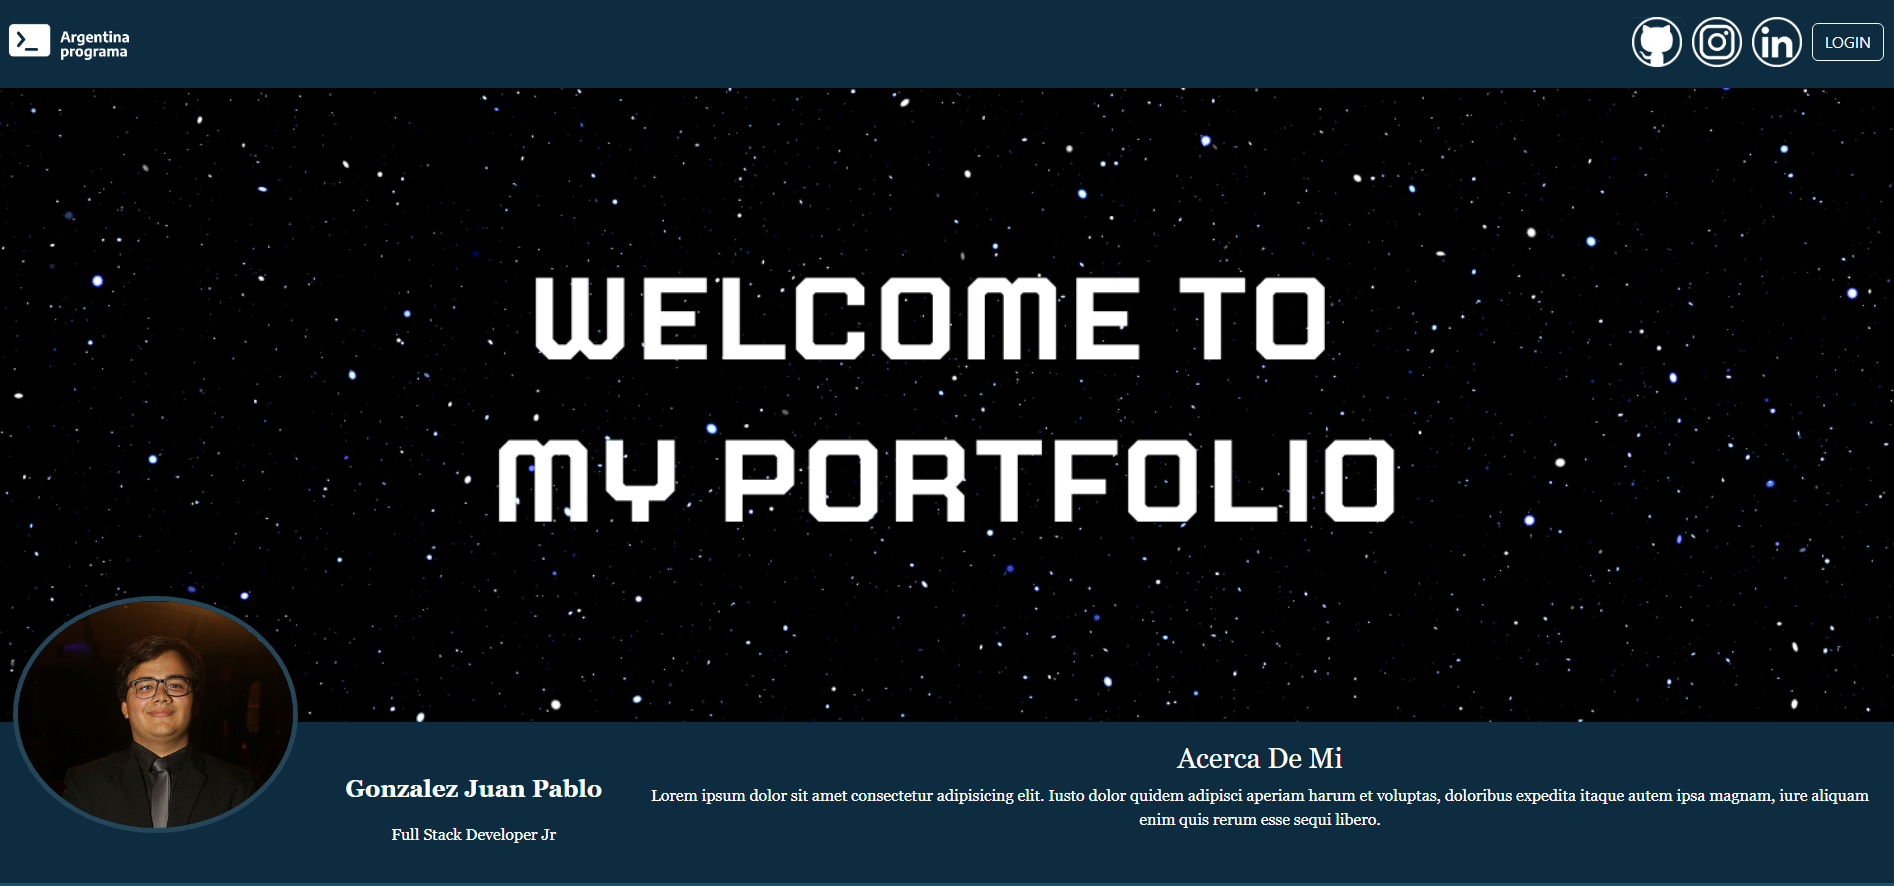 Argentina
programa
LOGIN
WELCOME TO
MY PORTFOLIO
Gonzalez Juan Pablo
Full Stack Developer Jr
Acerca De Mi
Lorem ipsum dolor sit amet consectetur adipisicing elit. Iusto dolor quidem adipisci aperiam harum et voluptas, doloribus expedita itaque autem ipsa magnam, iure aliquam
enim quis rerum esse sequi libero.